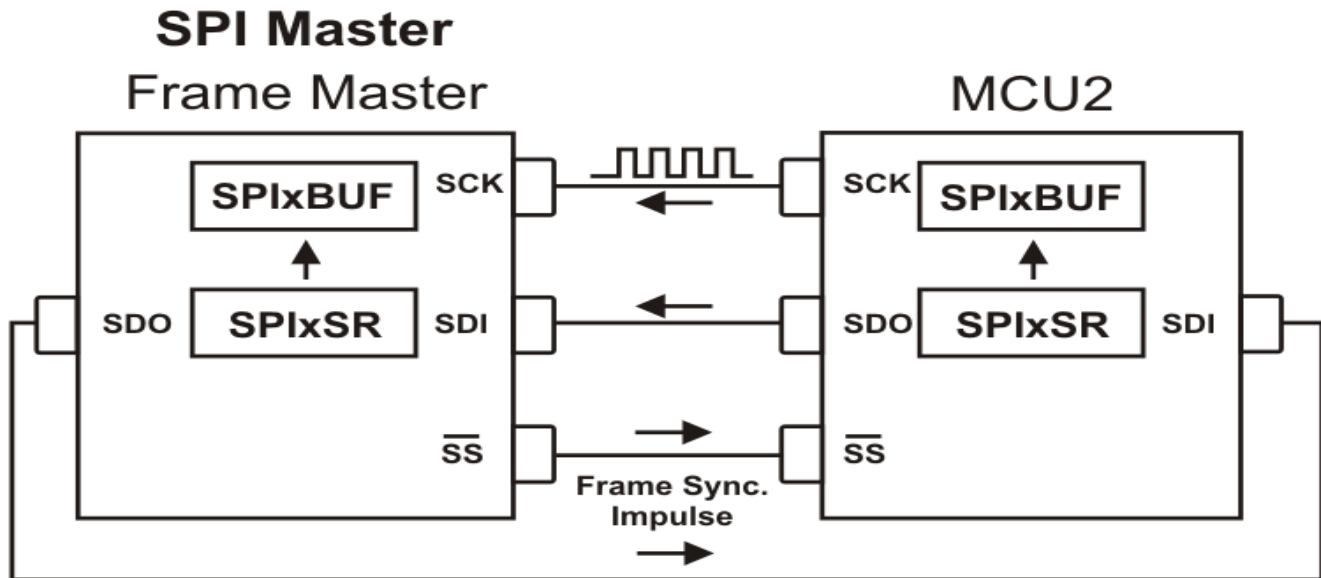 SPI Master
Frame Master
MCU2
SPIxBUF
SCK
SCK
SPIxBUF
SDO
SPIxSR
SDI
SDO
SPIxSR
SDI
SS
SS
Frame Sync.
Impulse